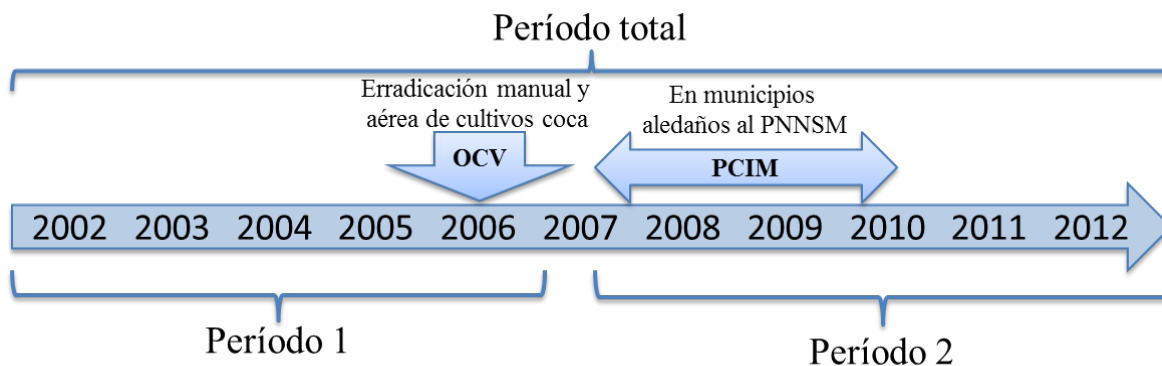 Período total
Erradicación manual y
aérea de cultivos coca
En municipios
aledaños al PNNSM
OCV
PCIM
2002 2003 2004 2005 2006 2007 2008 2009 2010 2011 2012
Período 1
Período 2